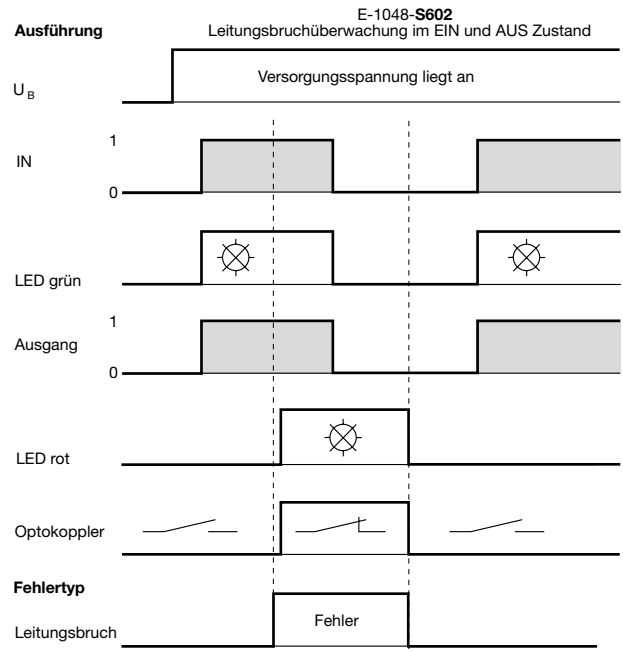 E-1048-S602
Ausführung Leitungsbruchüberwachung im EIN und AUS Zustand
UB Versorgungsspannung liegt an
1
IN
0
LED grün
1
Ausgang
0
LED rot
Optokoppler
Fehlertyp
Fehler
Leitungsbruch